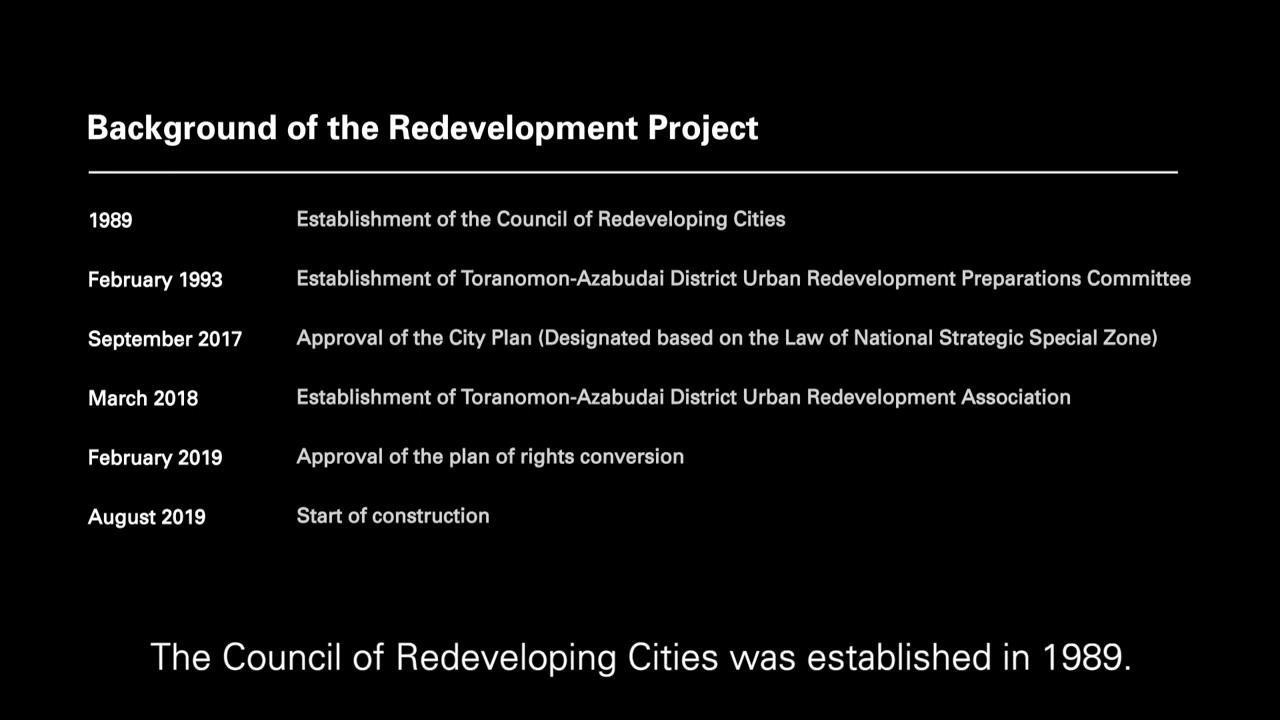 Background of the Redevelopment Project
1989 Establishment of the Council of Redeveloping Cities
February 1993 Establishment of Toranomon-Azabudai District Urban Redevelopment Preparations Committee
September 2017 Approval of the City Plan (Designated based on the Law of National Strategic Special Zone)
March 2018 Establishment of Toranomon-Azabudai District Urban Redevelopment Association
February 2019 Approval of the plan of rights conversion
August 2019 Start of construction
The Council of Redeveloping Cities was established in 1989.